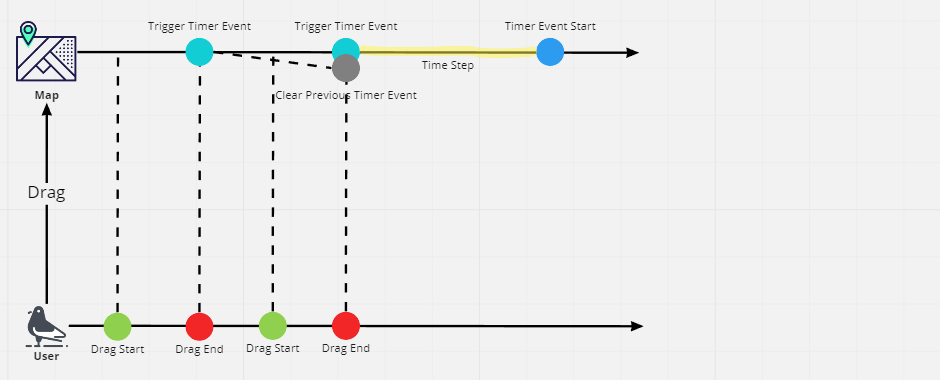 Trigger Timer Event
Trigger Timer Event
Timer Event Start
Time Step
Map
Clear Previous Timer Event
Drag
User
Drag Start
Drag End
Drag Start
Drag End